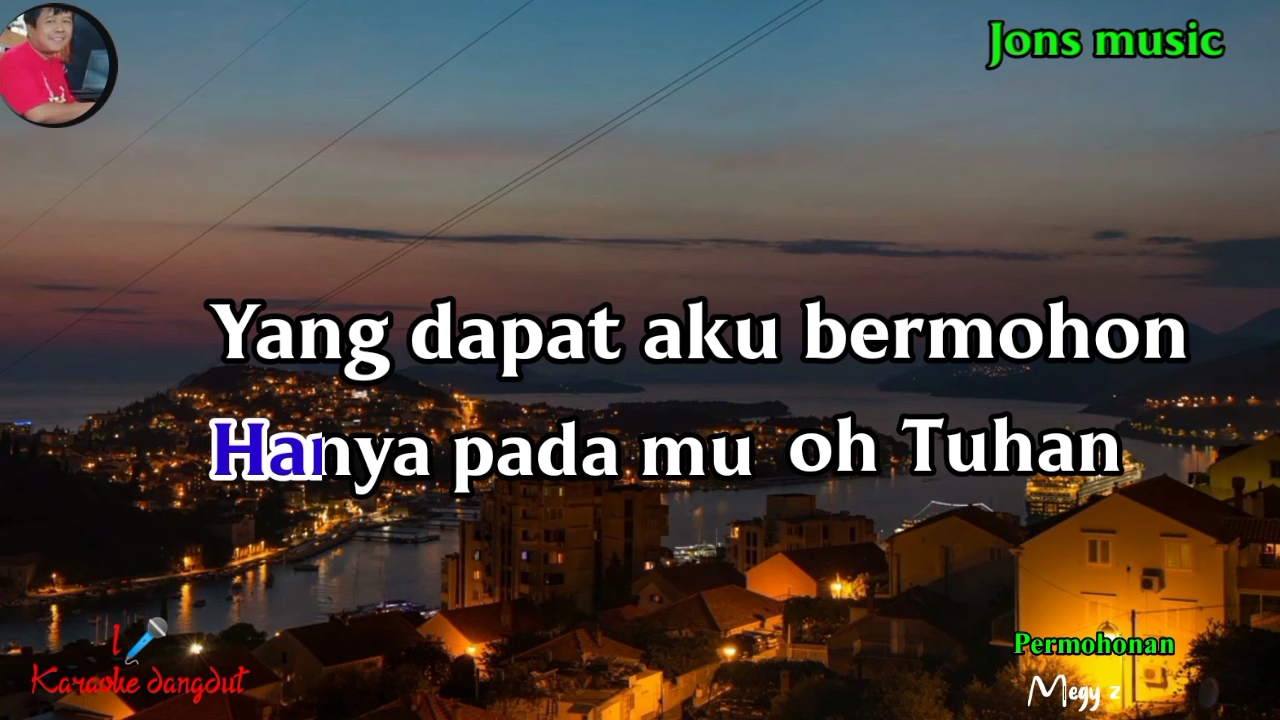 Jons music
Yang dapat aku bermohon
Hanya pada mu oh Tuhan
I
Karaoke dangdut
Permohonan
Megy z